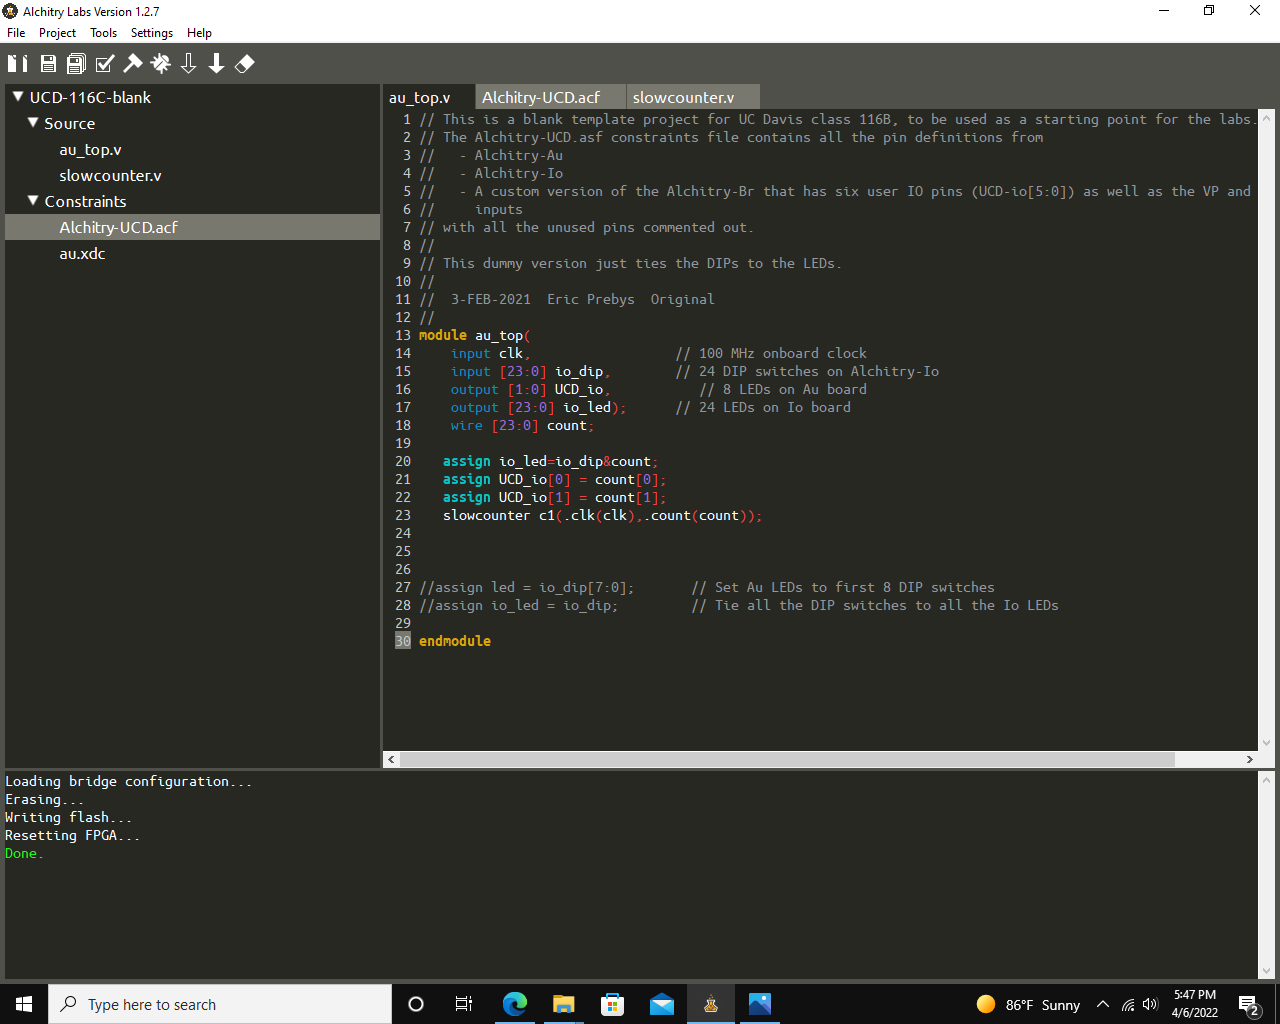 Alchitry Labs Version 1.2.7
File Project Tools Settings Help
UCD-116C-blank
Source
au_top.v
slowcounter.v
Constraints
Alchitry-UCD.acf
au.xdc
au_top.v Alchitry-UCD.acf slowcounter.v
1 // This is a blank template project for UC Davis class 116B, to be used as a starting point for the labs.
2 // The Alchitry-UCD.asf constraints file contains all the pin definitions from
3 //   - Alchitry-Au
4 //   - Alchitry-Io
5 //   - A custom version of the Alchitry-Br that has six user IO pins (UCD-io[5:0]) as well as the VP and
6 //     inputs
7 // with all the unused pins commented out.
8 //
9 // This dummy version just ties the DIPs to the LEDs.
10 //
11 //  3-FEB-2021  Eric Prebys  Original
12 //
13 module au_top(
14     input clk,                  // 100 MHz onboard clock
15     input [23:0] io_dip,        // 24 DIP switches on Alchitry-Io
16     output [1:0] UCD_io,           // 8 LEDs on Au board
17     output [23:0] io_led);      // 24 LEDs on Io board
18     wire [23:0] count;
19
20    assign io_led=io_dip&count;
21    assign UCD_io[0] = count[0];
22    assign UCD_io[1] = count[1];
23    slowcounter c1(.clk(clk),.count(count));
24
25
26
27 //assign led = io_dip[7:0];       // Set Au LEDs to first 8 DIP switches
28 //assign io_led = io_dip;         // Tie all the DIP switches to all the Io LEDs
29
30 endmodule
Loading bridge configuration...
Erasing...
Writing flash...
Resetting FPGA...
Done.
Type here to search
86°F Sunny
5:47 PM
4/6/2022
2